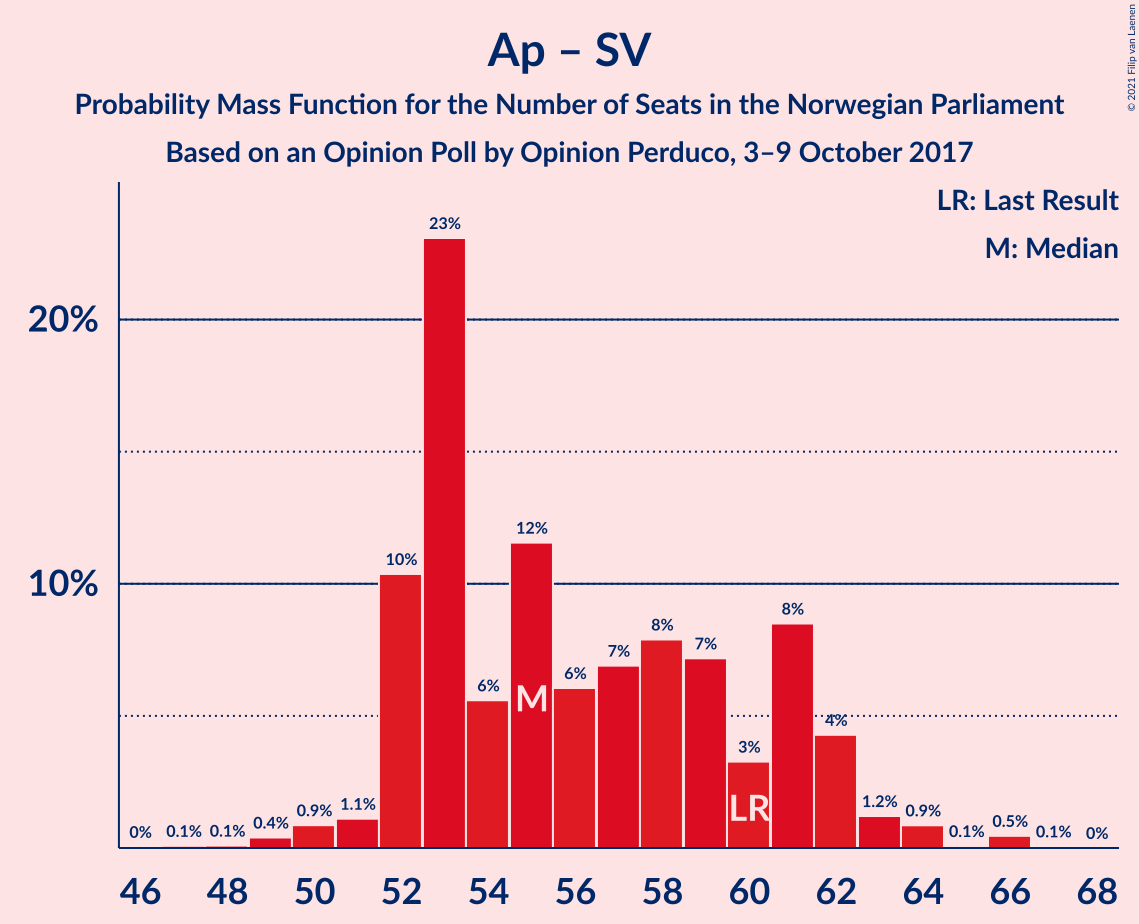 Ap – SV
Probability Mass Function for the Number of Seats in the Norwegian Parliament
Based on an Opinion Poll by Opinion Perduco, 3–9 October 2017
© 2021 Filip van Laenen
LR: Last Result
M: Median
20%
10%
0%
0.1%
0.1%
0.4%
0.9%
1.1%
10%
23%
6%
12%
6%
7%
8%
7%
3%
8%
4%
1.2%
0.9%
0.1%
0.5%
0.1%
0%
M
LR
46 48 50 52 54 56 58 60 62 64 66 68